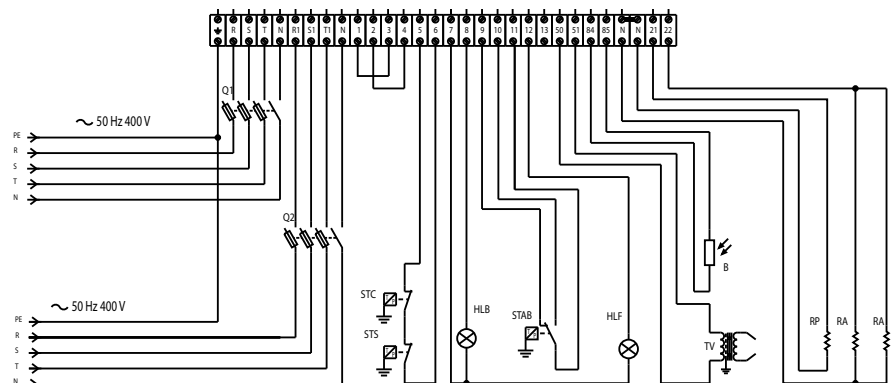 R S T N R1 S1 T1 N 1 2 3 4 5 6 7 8 9 10 11 12 13 50 51 84 85 N N 21 22
Q1
~ 50 Hz 400 V
PE
R
S
T
N
Q2
~ 50 Hz 400 V
PE
R
S
T
N
STC
STS
HLB
STAB
HLF
B
TV
RP
RA
RA